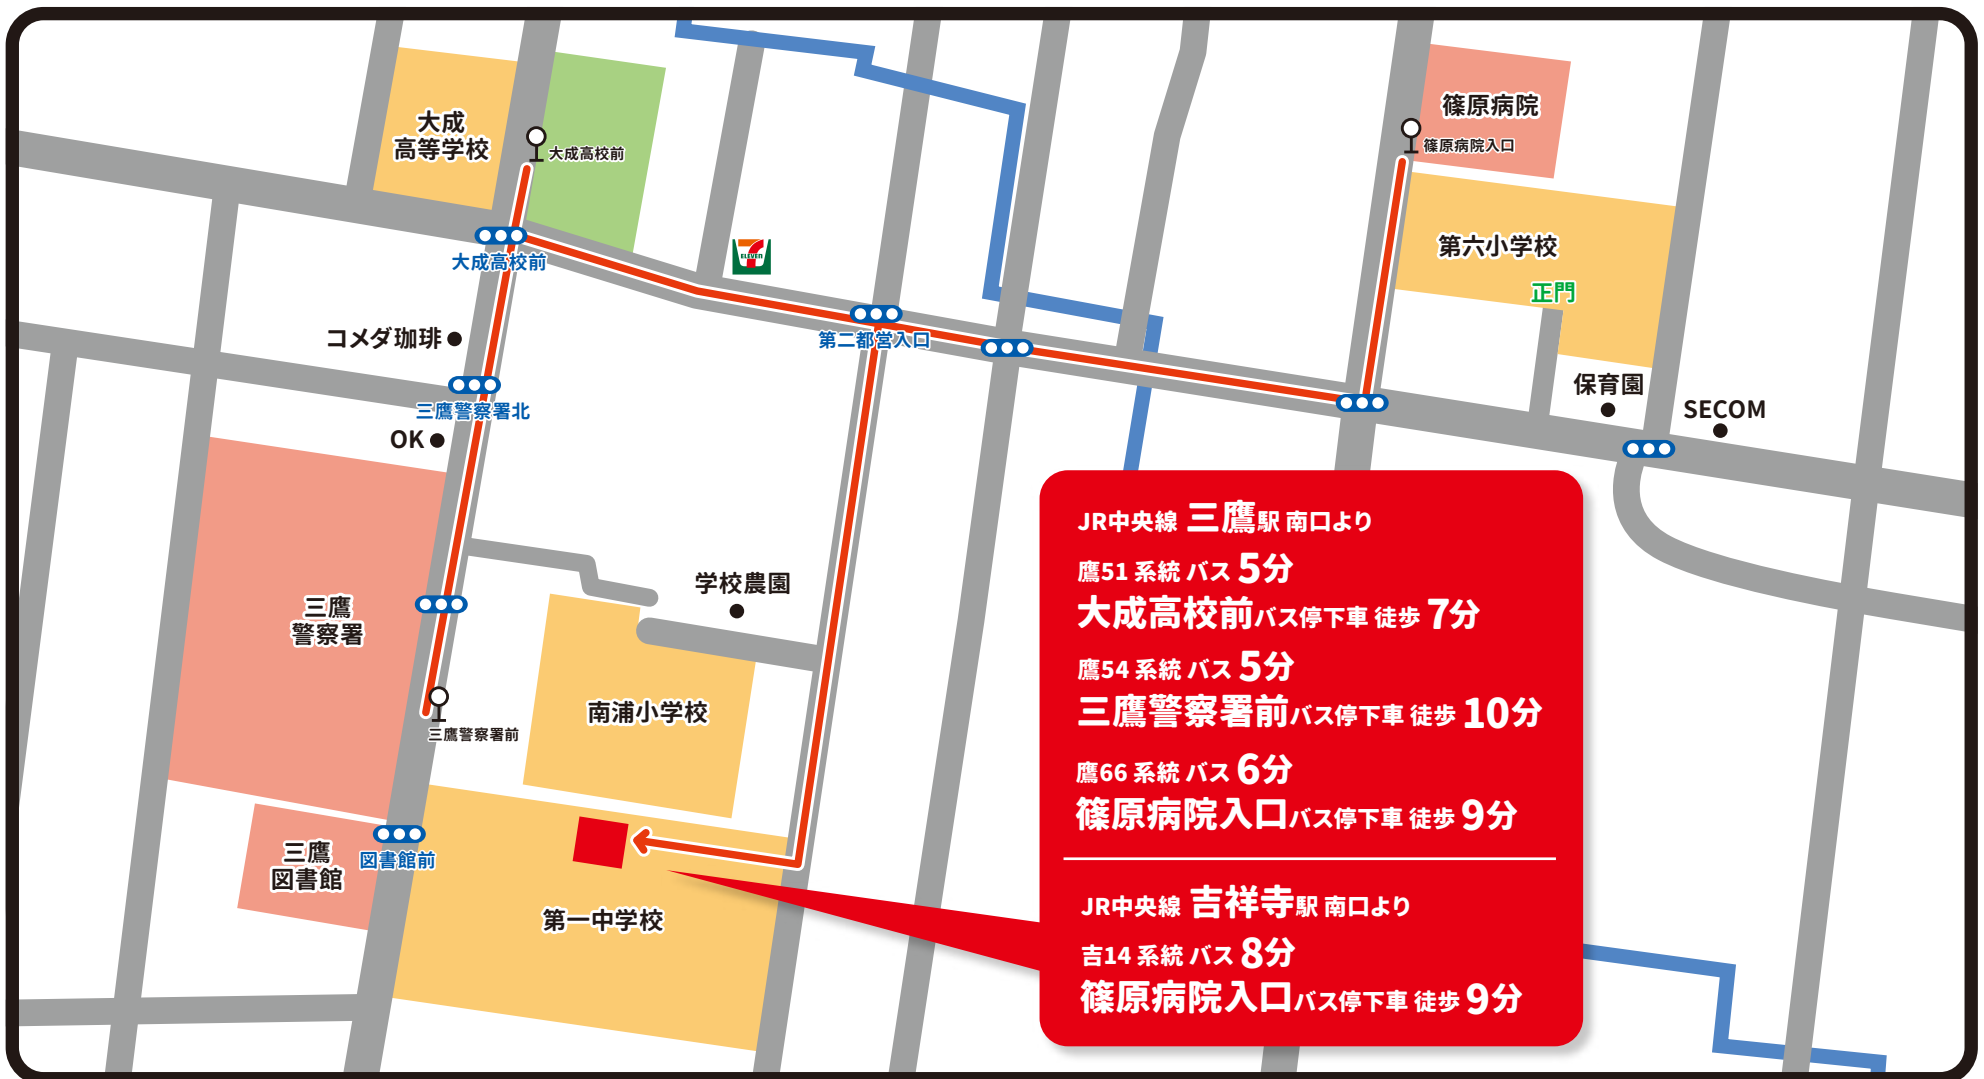 大成
高等学校
大成高校前
大成高校前
7
ELEVEN
篠原病院
篠原病院入口
第六小学校
正門
コメダ珈琲
第二都営入口
三鷹警察署北
OK
保育園
SECOM
三鷹
警察署
学校農園
南浦小学校
三鷹警察署前
三鷹
図書館
図書館前
第一中学校
JR中央線 三鷹駅 南口より
鷹51 系統 バス 5分
大成高校前バス停下車 徒歩 7分
鷹54 系統 バス 5分
三鷹警察署前バス停下車 徒歩 10分
鷹66 系統 バス 6分
篠原病院入口バス停下車 徒歩 9分
JR中央線 吉祥寺駅 南口より
吉14 系統 バス 8分
篠原病院入口バス停下車 徒歩 9分